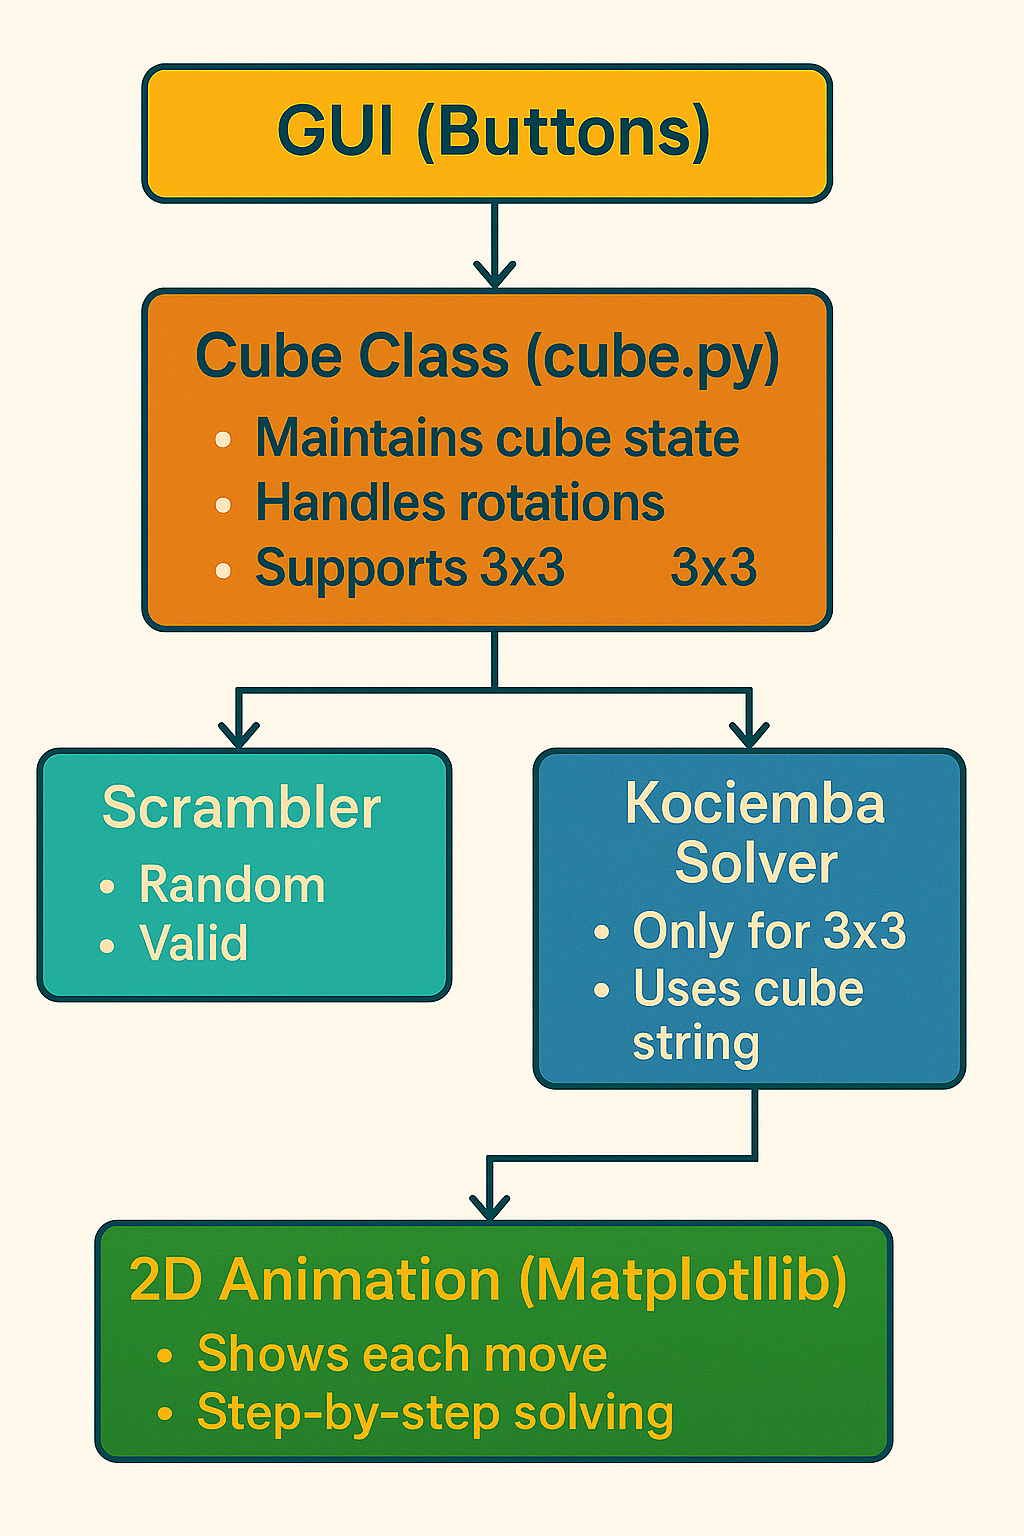 GUI (Buttons)
Cube Class (cube.py)
• Maintains cube state
• Handles rotations
• Supports 3x3 3x3
Scrambler
• Random
• Valid
Kociemba
Solver
• Only for 3x3
• Uses cube
string
2D Animation (Matplotllib)
• Shows each move
• Step-by-step solving